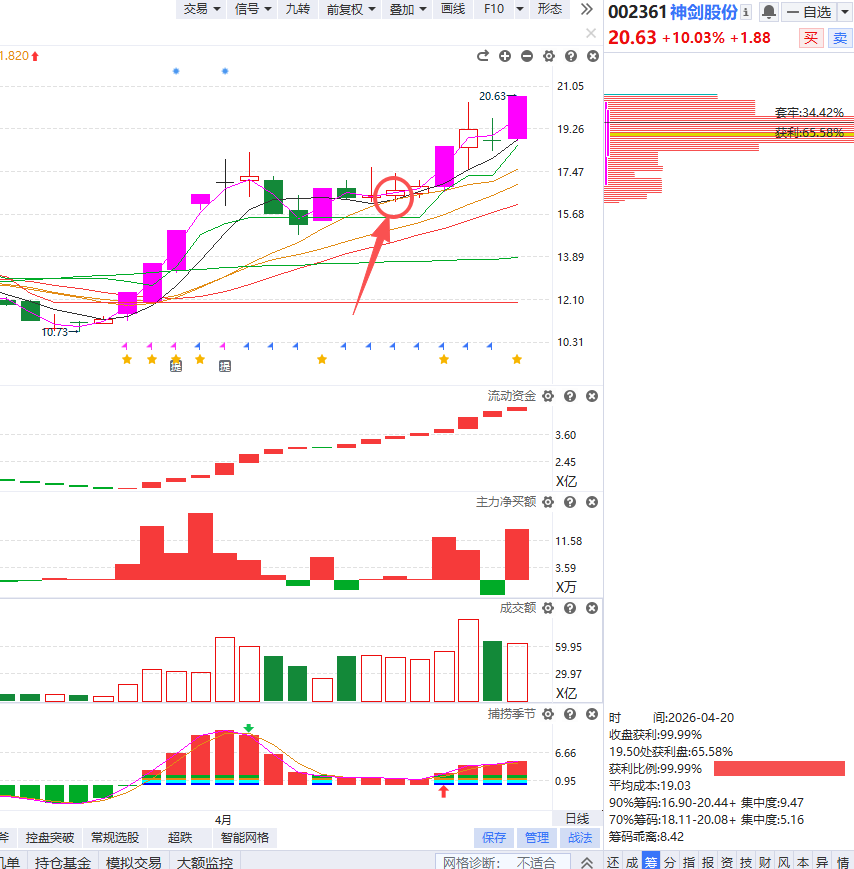 交易 信号 九转 前复权 叠加 画线 F10 形态
002361 神剑股份 自选
20.63 +10.03% +1.88 买 卖
1.820
21.05
20.63
19.26
17.47
15.68
13.89
12.10
10.73
10.31
套牢:34.42%
获利:65.58%
流动资金
3.60
2.45
X亿
主力净买额
11.58
3.59
X万
成交额
59.95
29.97
X亿
捕捞季节
6.66
0.95
4月 日线
时 间:2026-04-20
收盘获利:99.99%
19.50处获利盘:65.58%
获利比例:99.99%
平均成本:19.03
90%筹码:16.90-20.44+ 集中度:9.47
70%筹码:18.11-20.08+ 集中度:5.16
筹码乖离:8.42
斧 控盘突破 常规选股 超跌 智能网格 结存 管理 战法
机单 持仓基金 模拟交易 大额监控 网格诊断: 不适合
还 成 筹 分 指 报 资 技 财 风 本 异 情